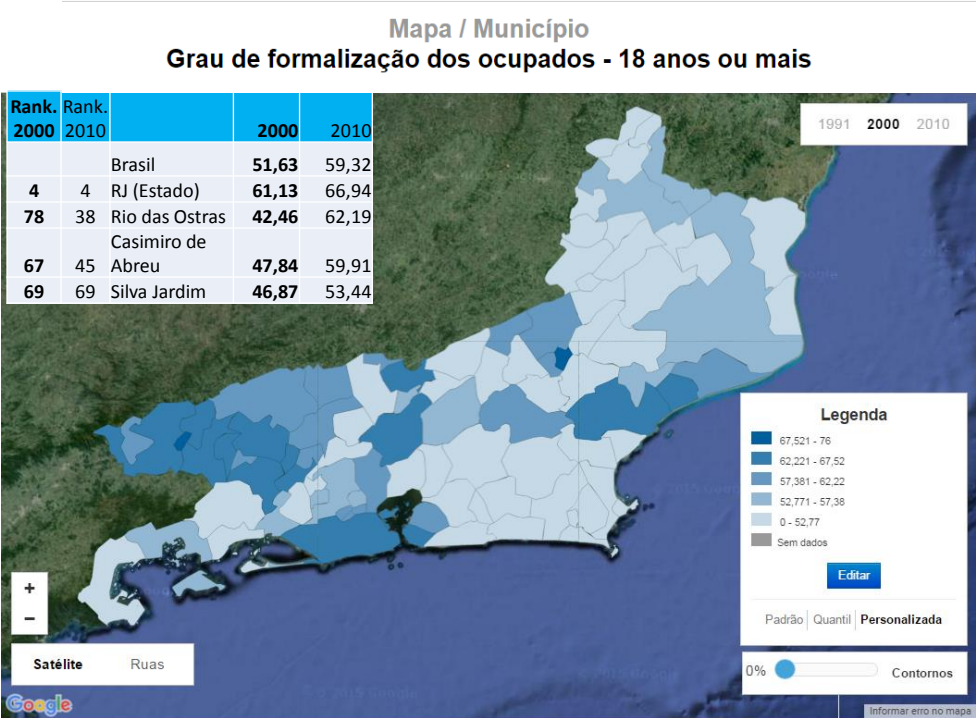 Mapa / Município
Grau de formalização dos ocupados - 18 anos ou mais
Rank. Rank.
2000 2010 2000 2010
Brasil 51,63 59,32
4 4 RJ (Estado) 61,13 66,94
78 38 Rio das Ostras 42,46 62,19
Casimiro de
67 45 Abreu 47,84 59,91
69 69 Silva Jardim 46,87 53,44
1991 2000 2010
Legenda
67,521 - 76
62,221 - 67,52
57,381 - 62,22
52,771 - 57,38
0 - 52,77
Sem dados
Editar
Padrão Quantil Personalizada
+
−
Satélite Ruas
0% Contornos
Google
Informar erro no mapa